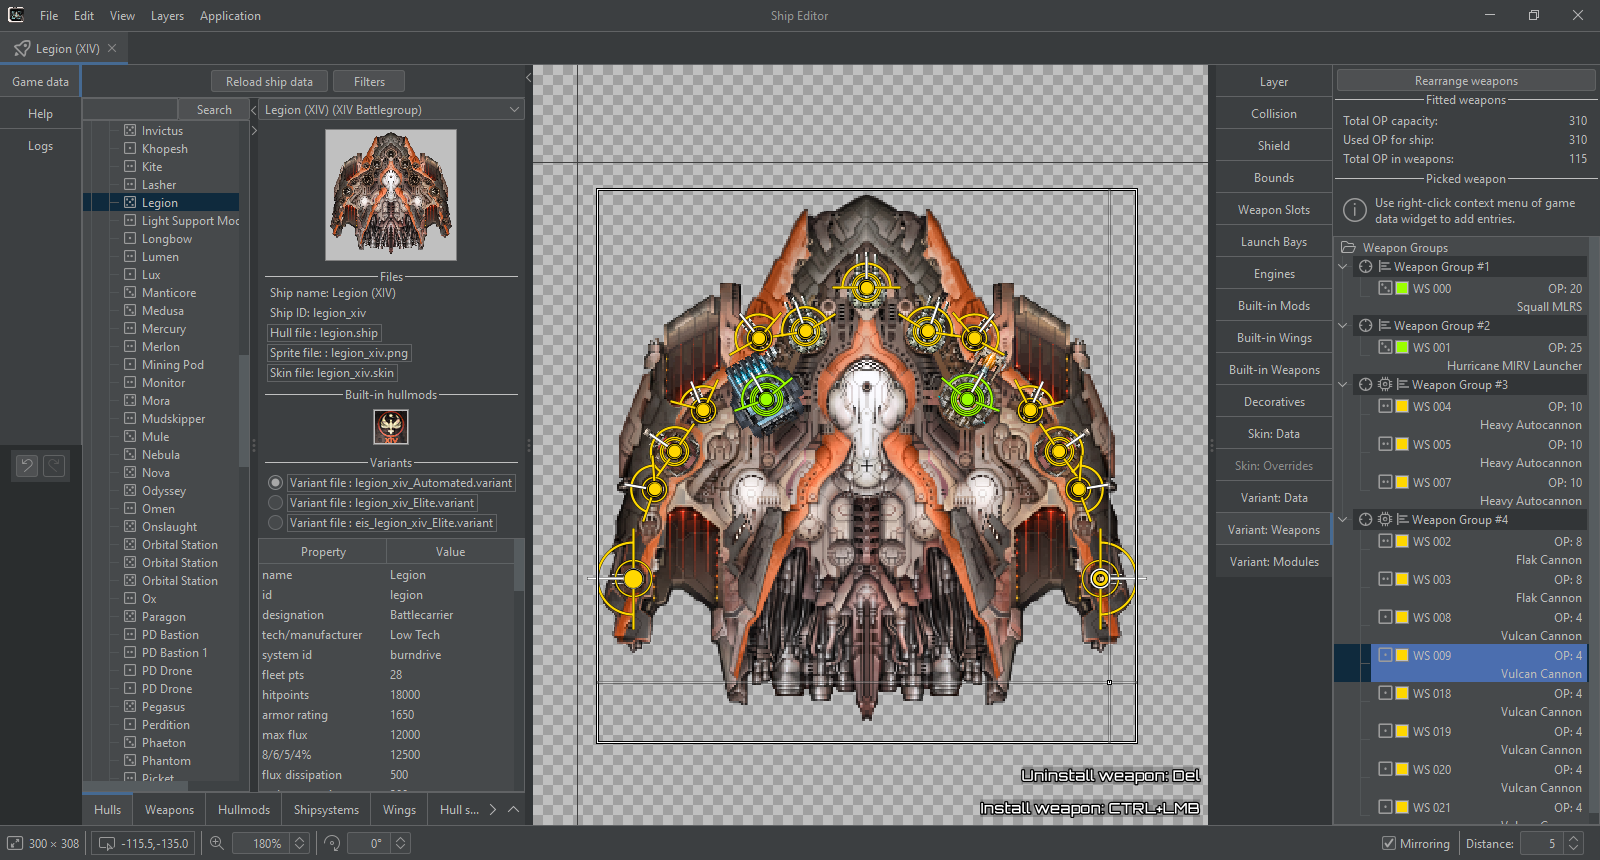 File Edit View Layers Application
Ship Editor
Legion (XIV)
Game data
Help
Logs
Reload ship data
Filters
Search
Invictus
Khopesh
Kite
Lasher
Legion
Light Support Mod
Longbow
Lumen
Lux
Manticore
Medusa
Mercury
Merlon
Mining Pod
Monitor
Mora
Mudskipper
Mule
Nebula
Nova
Odyssey
Omen
Onslaught
Orbital Station
Orbital Station
Orbital Station
Ox
Paragon
PD Bastion
PD Bastion 1
PD Drone
PD Drone
Pegasus
Perdition
Phaeton
Phantom
Picket
Legion (XIV) (XIV Battlegroup)
Files
Ship name: Legion (XIV)
Ship ID: legion_xiv
Hull file : legion.ship
Sprite file: : legion_xiv.png
Skin file: legion_xiv.skin
Built-in hullmods
XIV
Variants
Variant file : legion_xiv_Automated.variant
Variant file : legion_xiv_Elite.variant
Variant file : eis_legion_xiv_Elite.variant
Property Value
name Legion
id legion
designation Battlecarrier
tech/manufacturer Low Tech
system id burndrive
fleet pts 28
hitpoints 18000
armor rating 1650
max flux 12000
8/6/5/4% 12500
flux dissipation 500
Hulls Weapons Hullmods Shipsystems Wings Hull s...
Uninstall weapon: Del
Install weapon: CTRL+LMB
Layer
Collision
Shield
Bounds
Weapon Slots
Launch Bays
Engines
Built-in Mods
Built-in Wings
Built-in Weapons
Decoratives
Skin: Data
Skin: Overrides
Variant: Data
Variant: Weapons
Variant: Modules
Rearrange weapons
Fitted weapons
Total OP capacity: 310
Used OP for ship: 310
Total OP in weapons: 115
Picked weapon
Use right-click context menu of game
data widget to add entries.
Weapon Groups
Weapon Group #1
WS 000 OP: 20
Squall MLRS
Weapon Group #2
WS 001 OP: 25
Hurricane MIRV Launcher
Weapon Group #3
WS 004 OP: 10
Heavy Autocannon
WS 005 OP: 10
Heavy Autocannon
WS 007 OP: 10
Heavy Autocannon
Weapon Group #4
WS 002 OP: 8
Flak Cannon
WS 003 OP: 8
Flak Cannon
WS 008 OP: 4
Vulcan Cannon
WS 009 OP: 4
Vulcan Cannon
WS 018 OP: 4
Vulcan Cannon
WS 019 OP: 4
Vulcan Cannon
WS 020 OP: 4
Vulcan Cannon
WS 021 OP: 4
300 × 308
-115.5,-135.0
180%
0°
Mirroring
Distance: 5